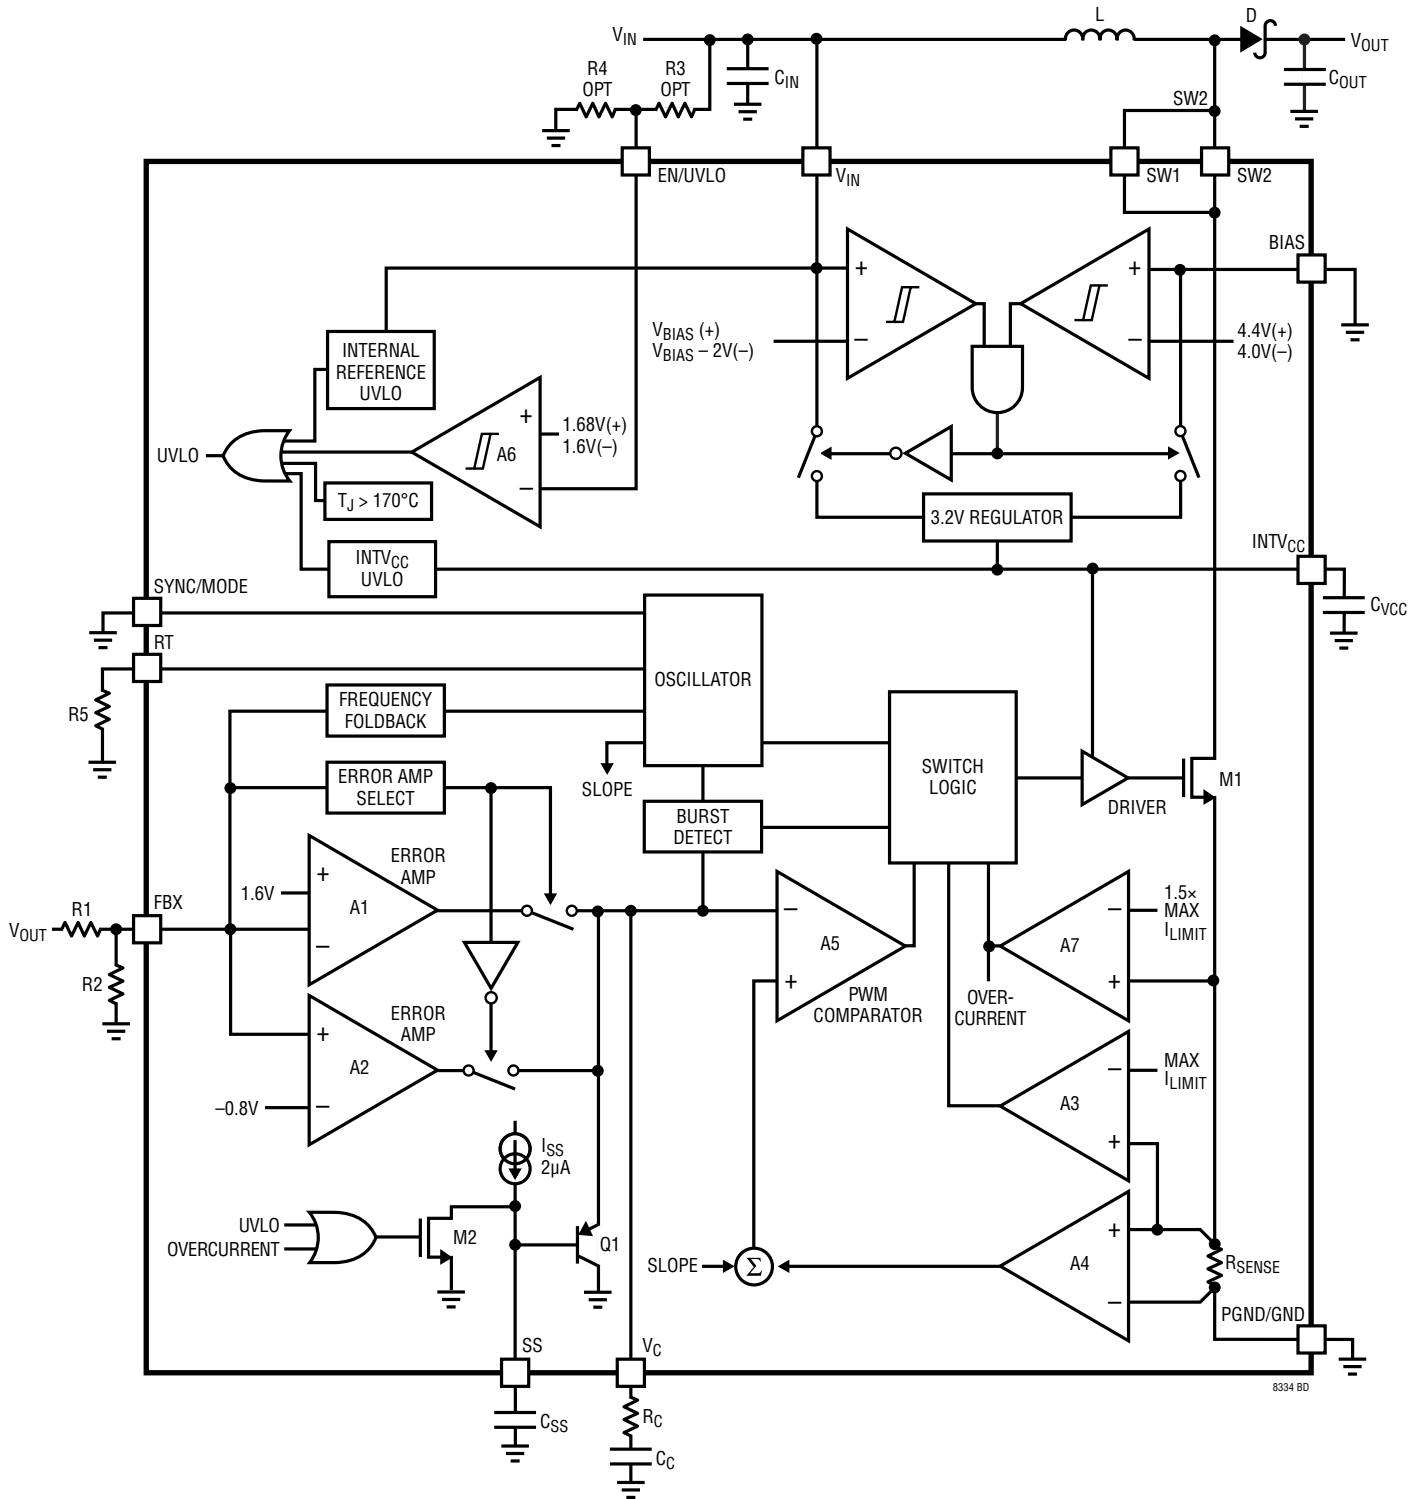 L
D
VIN
VOUT
R4
OPT
R3
OPT
CIN
COUT
SW2
EN/UVLO
VIN
SW1
SW2
BIAS
+
+
VBIAS (+)
VBIAS – 2V(–)
–
–
4.4V(+)
4.0V(–)
INTERNAL
REFERENCE
UVLO
+
1.68V(+)
1.6V(–)
A6
UVLO
–
TJ > 170°C
3.2V REGULATOR
INTVCC
UVLO
INTVCC
CVCC
SYNC/MODE
RT
R5
OSCILLATOR
FREQUENCY
FOLDBACK
SLOPE
ERROR AMP
SELECT
BURST
DETECT
SWITCH
LOGIC
DRIVER
M1
ERROR
AMP
+
1.6V
A1
–
FBX
R1
VOUT
R2
–
A5
+
PWM
COMPARATOR
1.5×
MAX
ILIMIT
–
A7
+
OVER-
CURRENT
ERROR
AMP
+
A2
–
–0.8V
MAX
ILIMIT
–
A3
+
ISS
2µA
UVLO
OVERCURRENT
M2
Q1
SLOPE
Σ
+
A4
–
RSENSE
PGND/GND
SS
VC
8334 BD
CSS
RC
CC